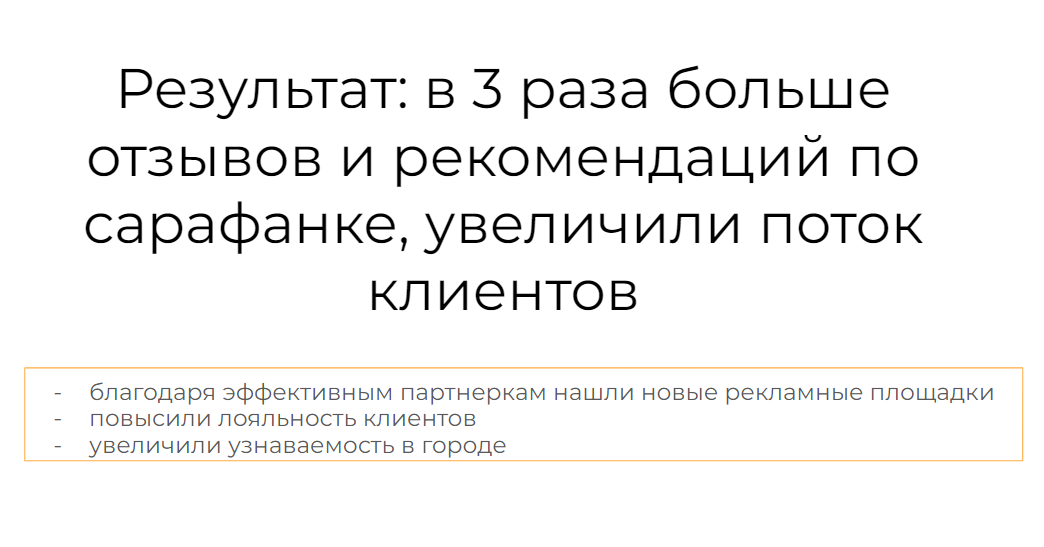 Результат: в 3 раза больше
отзывов и рекомендаций по
сарафанке, увеличили поток
клиентов
- благодаря эффективным партнеркам нашли новые рекламные площадки
- повысили лояльность клиентов
- увеличили узнаваемость в городе